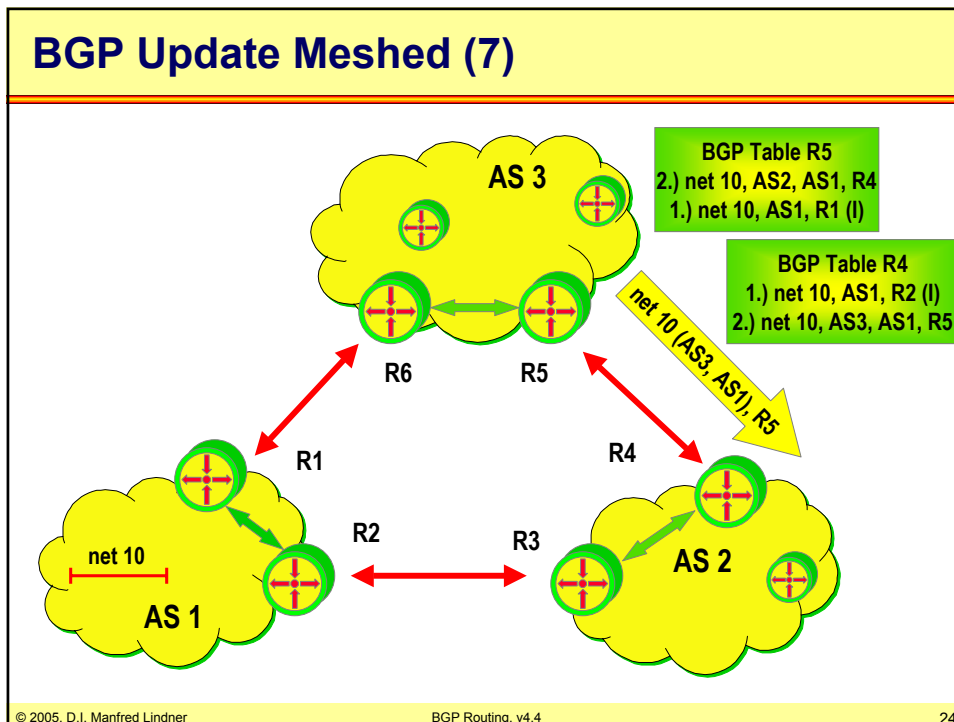 BGP Update Meshed (7)
AS 3
BGP Table R5
2.) net 10, AS2, AS1, R4
1.) net 10, AS1, R1 (I)
BGP Table R4
1.) net 10, AS1, R2 (I)
2.) net 10, AS3, AS1, R5
net 10 (AS3, AS1), R5
R6
R5
R1
R4
R2
R3
net 10
AS 1
AS 2
© 2005, D.I. Manfred Lindner
BGP Routing, v4.4
24